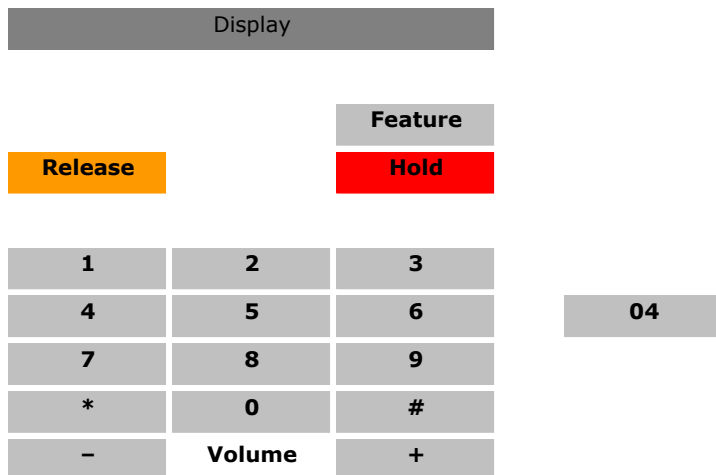 Display
Feature
Release Hold
1 2 3
4 5 6 04
7 8 9
* 0 #
– Volume +